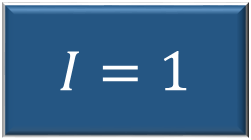 I = 1